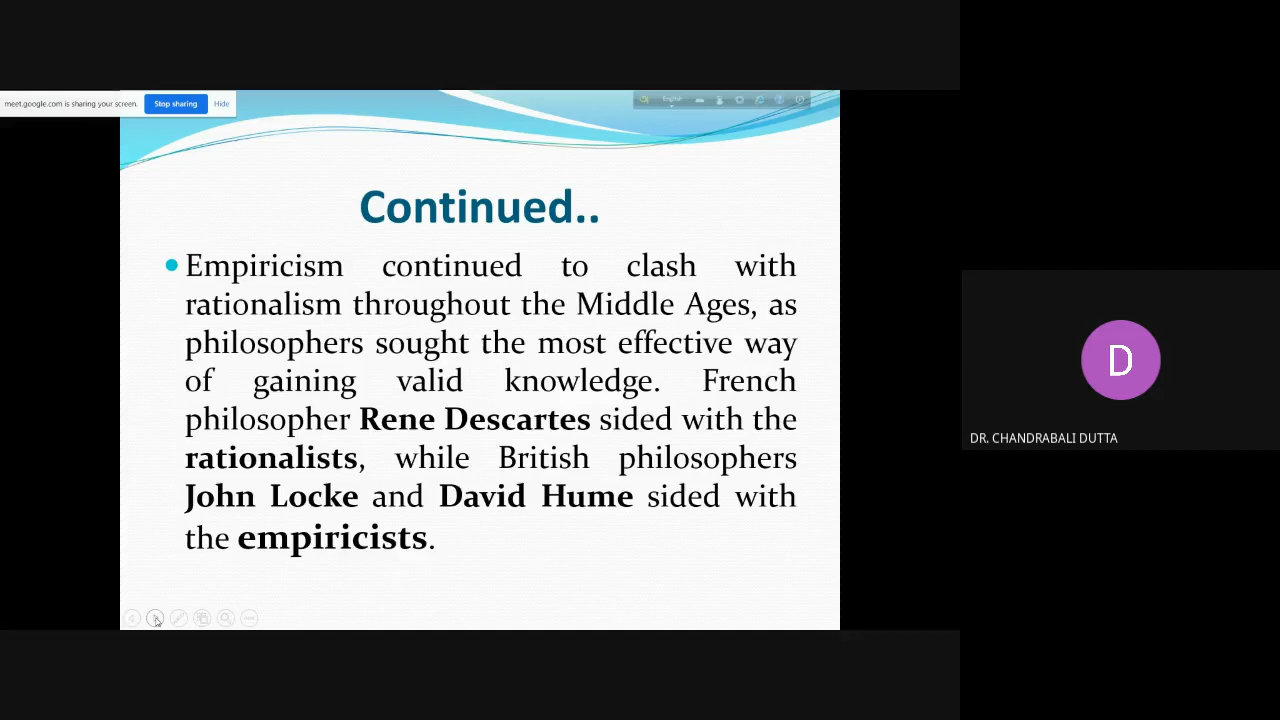 meet.google.com is sharing your screen. Stop sharing Hide
English
Continued..
Empiricism continued to clash with
rationalism throughout the Middle Ages, as
philosophers sought the most effective way
of gaining valid knowledge. French
philosopher Rene Descartes sided with the
rationalists, while British philosophers
John Locke and David Hume sided with
the empiricists.
D
DR. CHANDRABALI DUTTA